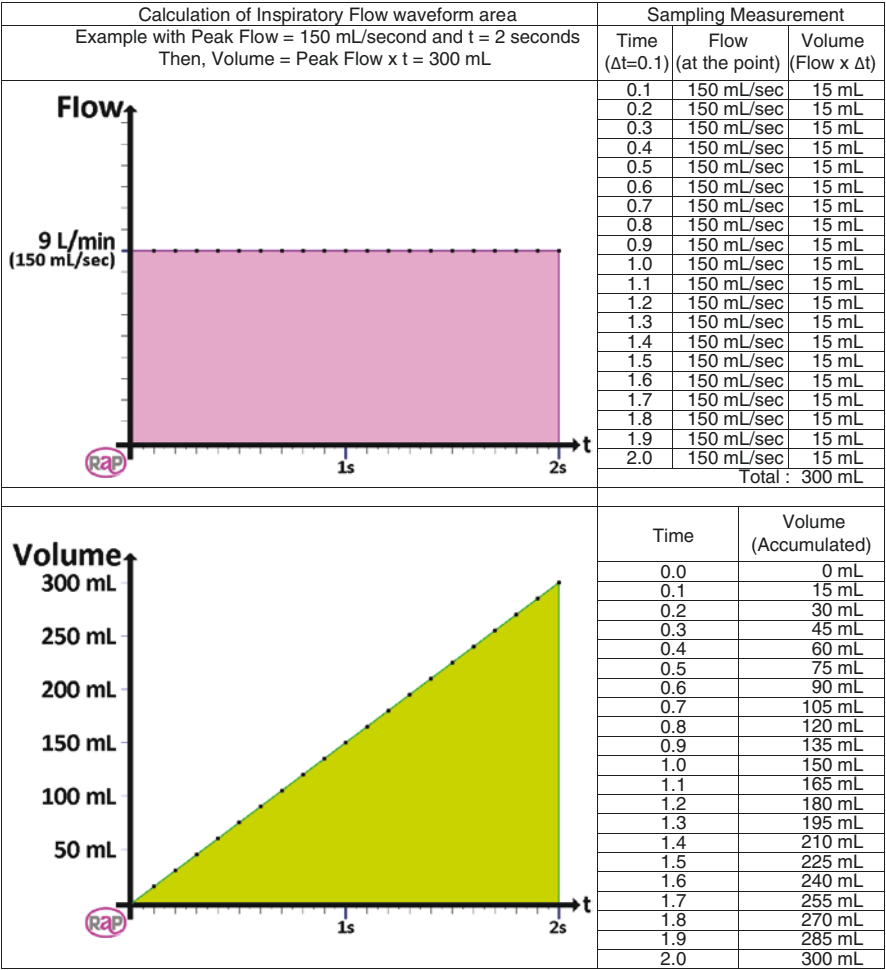 Calculation of Inspiratory Flow waveform area
Example with Peak Flow = 150 mL/second and t = 2 seconds
Then, Volume = Peak Flow x t = 300 mL
Flow
9 L/min
(150 mL/sec)
t
1s
2s
RaP
Sampling Measurement
Time Flow Volume
(Δt=0.1) (at the point) (Flow x Δt)
0.1 150 mL/sec 15 mL
0.2 150 mL/sec 15 mL
0.3 150 mL/sec 15 mL
0.4 150 mL/sec 15 mL
0.5 150 mL/sec 15 mL
0.6 150 mL/sec 15 mL
0.7 150 mL/sec 15 mL
0.8 150 mL/sec 15 mL
0.9 150 mL/sec 15 mL
1.0 150 mL/sec 15 mL
1.1 150 mL/sec 15 mL
1.2 150 mL/sec 15 mL
1.3 150 mL/sec 15 mL
1.4 150 mL/sec 15 mL
1.5 150 mL/sec 15 mL
1.6 150 mL/sec 15 mL
1.7 150 mL/sec 15 mL
1.8 150 mL/sec 15 mL
1.9 150 mL/sec 15 mL
2.0 150 mL/sec 15 mL
Total : 300 mL
Volume
300 mL
250 mL
200 mL
150 mL
100 mL
50 mL
t
1s
2s
RaP
Time Volume
(Accumulated)
0.0 0 mL
0.1 15 mL
0.2 30 mL
0.3 45 mL
0.4 60 mL
0.5 75 mL
0.6 90 mL
0.7 105 mL
0.8 120 mL
0.9 135 mL
1.0 150 mL
1.1 165 mL
1.2 180 mL
1.3 195 mL
1.4 210 mL
1.5 225 mL
1.6 240 mL
1.7 255 mL
1.8 270 mL
1.9 285 mL
2.0 300 mL